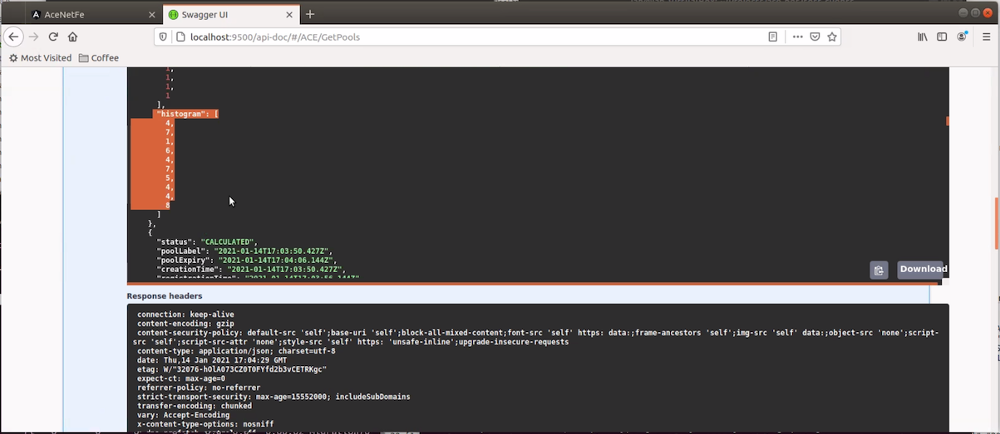 AceNetFe
Swagger UI
localhost:9500/api-doc/#/ACE/GetPools
Most Visited
Coffee
1,
1,
1,
1
],
"histogram": [
4,
7,
1,
6,
4,
7,
5,
4,
4,
8
]
},
{
"status": "CALCULATED",
"poolLabel": "2021-01-14T17:03:50.427Z",
"poolExpiry": "2021-01-14T17:04:06.144Z",
"creationTime": "2021-01-14T17:03:50.427Z",
"registrationTime": "2021-01-14T17:03:56.144Z"
Download
Response headers
connection: keep-alive
content-encoding: gzip
content-security-policy: default-src 'self';base-uri 'self';block-all-mixed-content;font-src 'self' https: data:;frame-ancestors 'self';img-src 'self' data:;object-src 'none';script-
src 'self';script-src-attr 'none';style-src 'self' https: 'unsafe-inline';upgrade-insecure-requests
content-type: application/json; charset=utf-8
date: Thu,14 Jan 2021 17:04:29 GMT
etag: W/"32076-hOlA073CZ0T0FYfd2b3vCETRKgc"
expect-ct: max-age=0
referrer-policy: no-referrer
strict-transport-security: max-age=15552000; includeSubDomains
transfer-encoding: chunked
vary: Accept-Encoding
x-content-type-options: nosniff